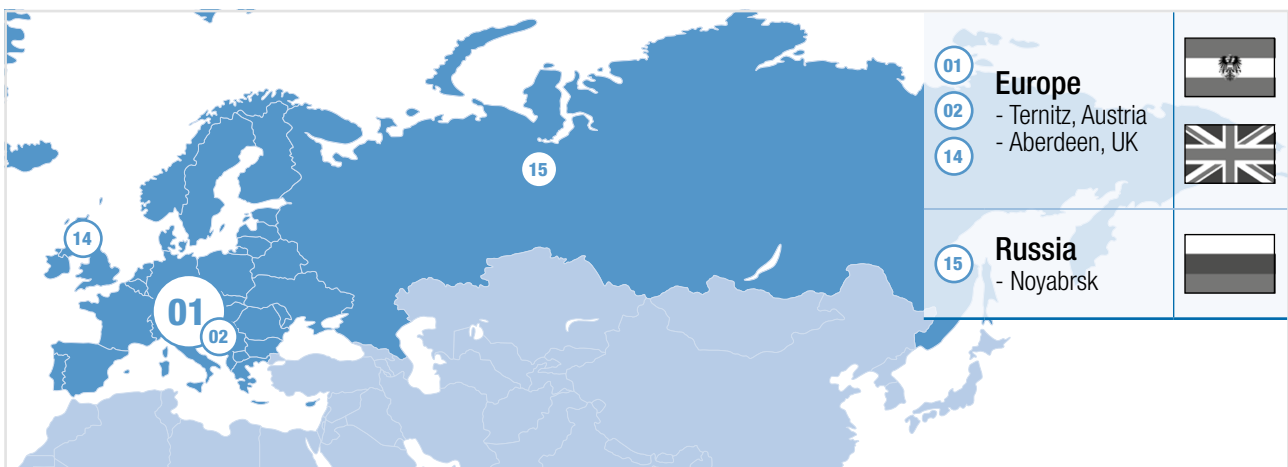 01
02
14
Europe
- Ternitz, Austria
- Aberdeen, UK
15
Russia
- Noyabrsk
15
14
01
02